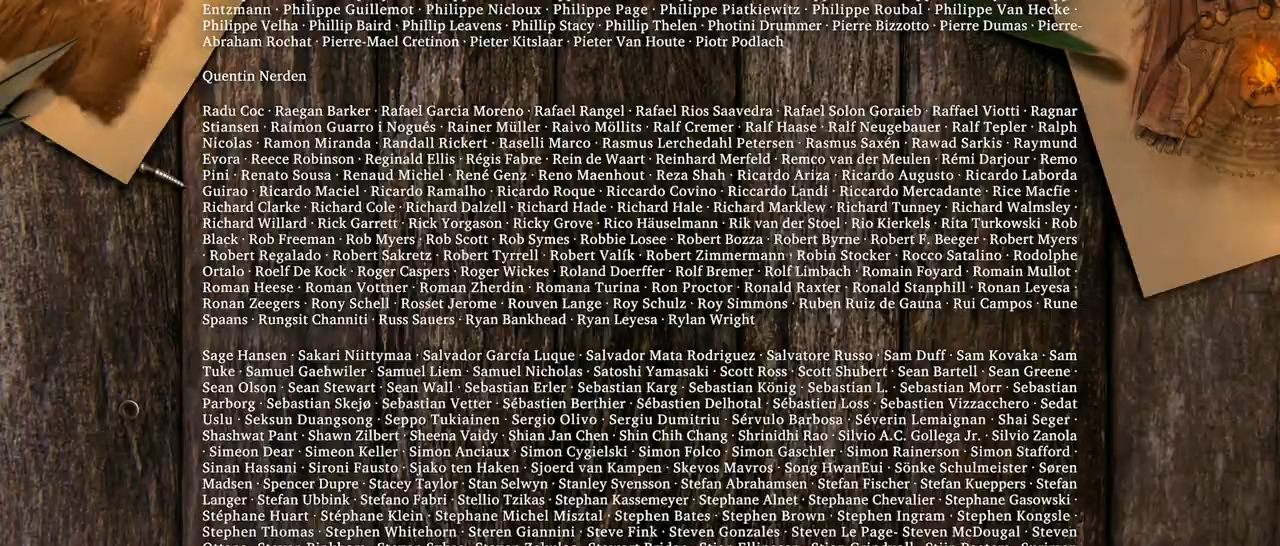 Entzmann · Philippe Guillemot · Philippe Nicloux · Philippe Page · Philippe Piatkiewitz · Philippe Roubal · Philippe Van Hecke ·
Philippe Velha · Phillip Baird · Phillip Leavens · Phillip Stacy · Phillip Thelen · Photini Drummer · Pierre Bizzotto · Pierre Dumas · Pierre-
Abraham Rochat · Pierre-Mael Cretinon · Pieter Kitslaar · Pieter Van Houte · Piotr Podlach
Quentin Nerden
Radu Coc · Raegan Barker · Rafael Garcia Moreno · Rafael Rangel · Rafael Rios Saavedra · Rafael Solon Goraieb · Raffael Viotti · Ragnar
Stiansen · Raimon Guarro i Nogués · Rainer Müller · Raivo Möllits · Ralf Cremer · Ralf Haase · Ralf Neugebauer · Ralf Tepler · Ralph
Nicolas · Ramon Miranda · Randall Rickert · Raselli Marco · Rasmus Lerchedahl Petersen · Rasmus Saxén · Rawad Sarkis · Raymund
Evora · Reece Robinson · Reginald Ellis · Régis Fabre · Rein de Waart · Reinhard Merfeld · Remco van der Meulen · Rémi Darjour · Remo
Pini · Renato Sousa · Renaud Michel · René Genz · Reno Maenhout · Reza Shah · Ricardo Ariza · Ricardo Augusto · Ricardo Laborda
Guirao · Ricardo Maciel · Ricardo Ramalho · Ricardo Roque · Riccardo Covino · Riccardo Landi · Riccardo Mercadante · Rice Macfie ·
Richard Clarke · Richard Cole · Richard Dalzell · Richard Hade · Richard Hale · Richard Marklew · Richard Tunney · Richard Walmsley ·
Richard Willard · Rick Garrett · Rick Yorgason · Ricky Grove · Rico Häuselmann · Rik van der Stoel · Rio Kierkels · Rita Turkowski · Rob
Black · Rob Freeman · Rob Myers · Rob Scott · Rob Symes · Robbie Losee · Robert Bozza · Robert Byrne · Robert F. Beeger · Robert Myers
· Robert Regalado · Robert Sakretz · Robert Tyrrell · Robert Valík · Robert Zimmermann · Robin Stocker · Rocco Satalino · Rodolphe
Ortalo · Roelf De Kock · Roger Caspers · Roger Wickes · Roland Doerffer · Rolf Bremer · Rolf Limbach · Romain Foyard · Romain Mullot ·
Roman Heese · Roman Vottner · Roman Zherdin · Romana Turina · Ron Proctor · Ronald Raxter · Ronald Stanphill · Ronan Leyesa ·
Ronan Zeegers · Rony Schell · Rosset Jerome · Rouven Lange · Roy Schulz · Roy Simmons · Ruben Ruiz de Gauna · Rui Campos · Rune
Spaans · Rungsit Channiti · Russ Sauers · Ryan Bankhead · Ryan Leyesa · Rylan Wright
Sage Hansen · Sakari Niittymaa · Salvador García Luque · Salvador Mata Rodriguez · Salvatore Russo · Sam Duff · Sam Kovaka · Sam
Tuke · Samuel Gaehwiler · Samuel Liem · Samuel Nicholas · Satoshi Yamasaki · Scott Ross · Scott Shubert · Sean Bartell · Sean Greene ·
Sean Olson · Sean Stewart · Sean Wall · Sebastian Erler · Sebastian Karg · Sebastian König · Sebastian L. · Sebastian Morr · Sebastian
Parborg · Sebastian Skejø · Sebastian Vetter · Sébastien Berthier · Sébastien Delhotal · Sébastien Loss · Sebastien Vizzacchero · Sedat
Uslu · Seksun Duangsong · Seppo Tukiainen · Sergio Olivo · Sergiu Dumitriu · Sérvulo Barbosa · Séverin Lemaignan · Shai Seger ·
Shashwat Pant · Shawn Zilbert · Sheena Vaidy · Shian Jan Chen · Shin Chih Chang · Shrinidhi Rao · Silvio A.C. Gollega Jr. · Silvio Zanola
· Simeon Dear · Simeon Keller · Simon Anciaux · Simon Cygielski · Simon Folco · Simon Gaschler · Simon Rainerson · Simon Stafford ·
Sinan Hassani · Sironi Fausto · Sjako ten Haken · Sjoerd van Kampen · Skevos Mavros · Song HwanEui · Sönke Schulmeister · Søren
Madsen · Spencer Dupre · Stacey Taylor · Stan Selwyn · Stanley Svensson · Stefan Abrahamsen · Stefan Fischer · Stefan Kueppers · Stefan
Langer · Stefan Ubbink · Stefano Fabri · Stellio Tzikas · Stephan Kassemeyer · Stephane Alnet · Stephane Chevalier · Stephane Gasowski ·
Stéphane Huart · Stéphane Klein · Stephane Michel Misztal · Stephen Bates · Stephen Brown · Stephen Ingram · Stephen Kongsle ·
Stephen Thomas · Stephen Whitehorn · Steren Giannini · Steve Fink · Steven Gonzales · Steven Le Page- Steven McDougal · Steven